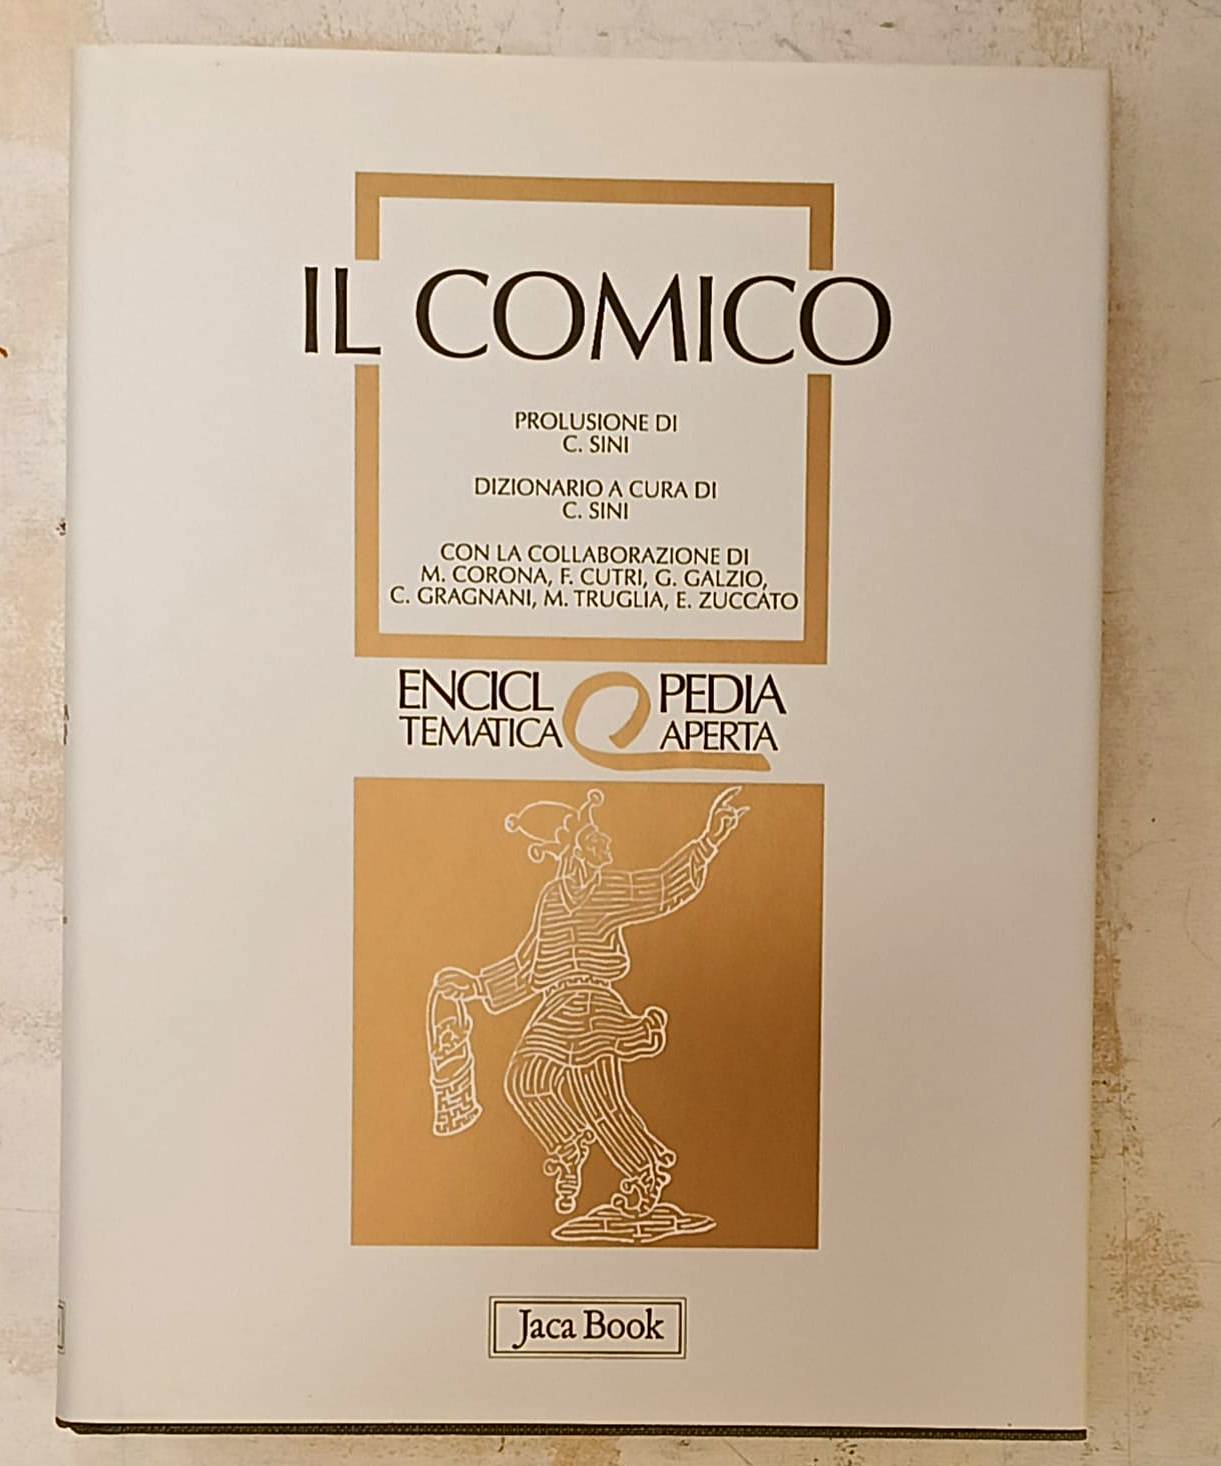 IL COMICO
PROLUSIONE DI
C. SINI
DIZIONARIO A CURA DI
C. SINI
CON LA COLLABORAZIONE DI
M. CORONA, F. CUTRI, G. GALZIO,
C. GRAGNANI, M. TRUGLIA, E. ZUCCATO
ENCICLOPEDIA
TEMATICA APERTA
Jaca Book